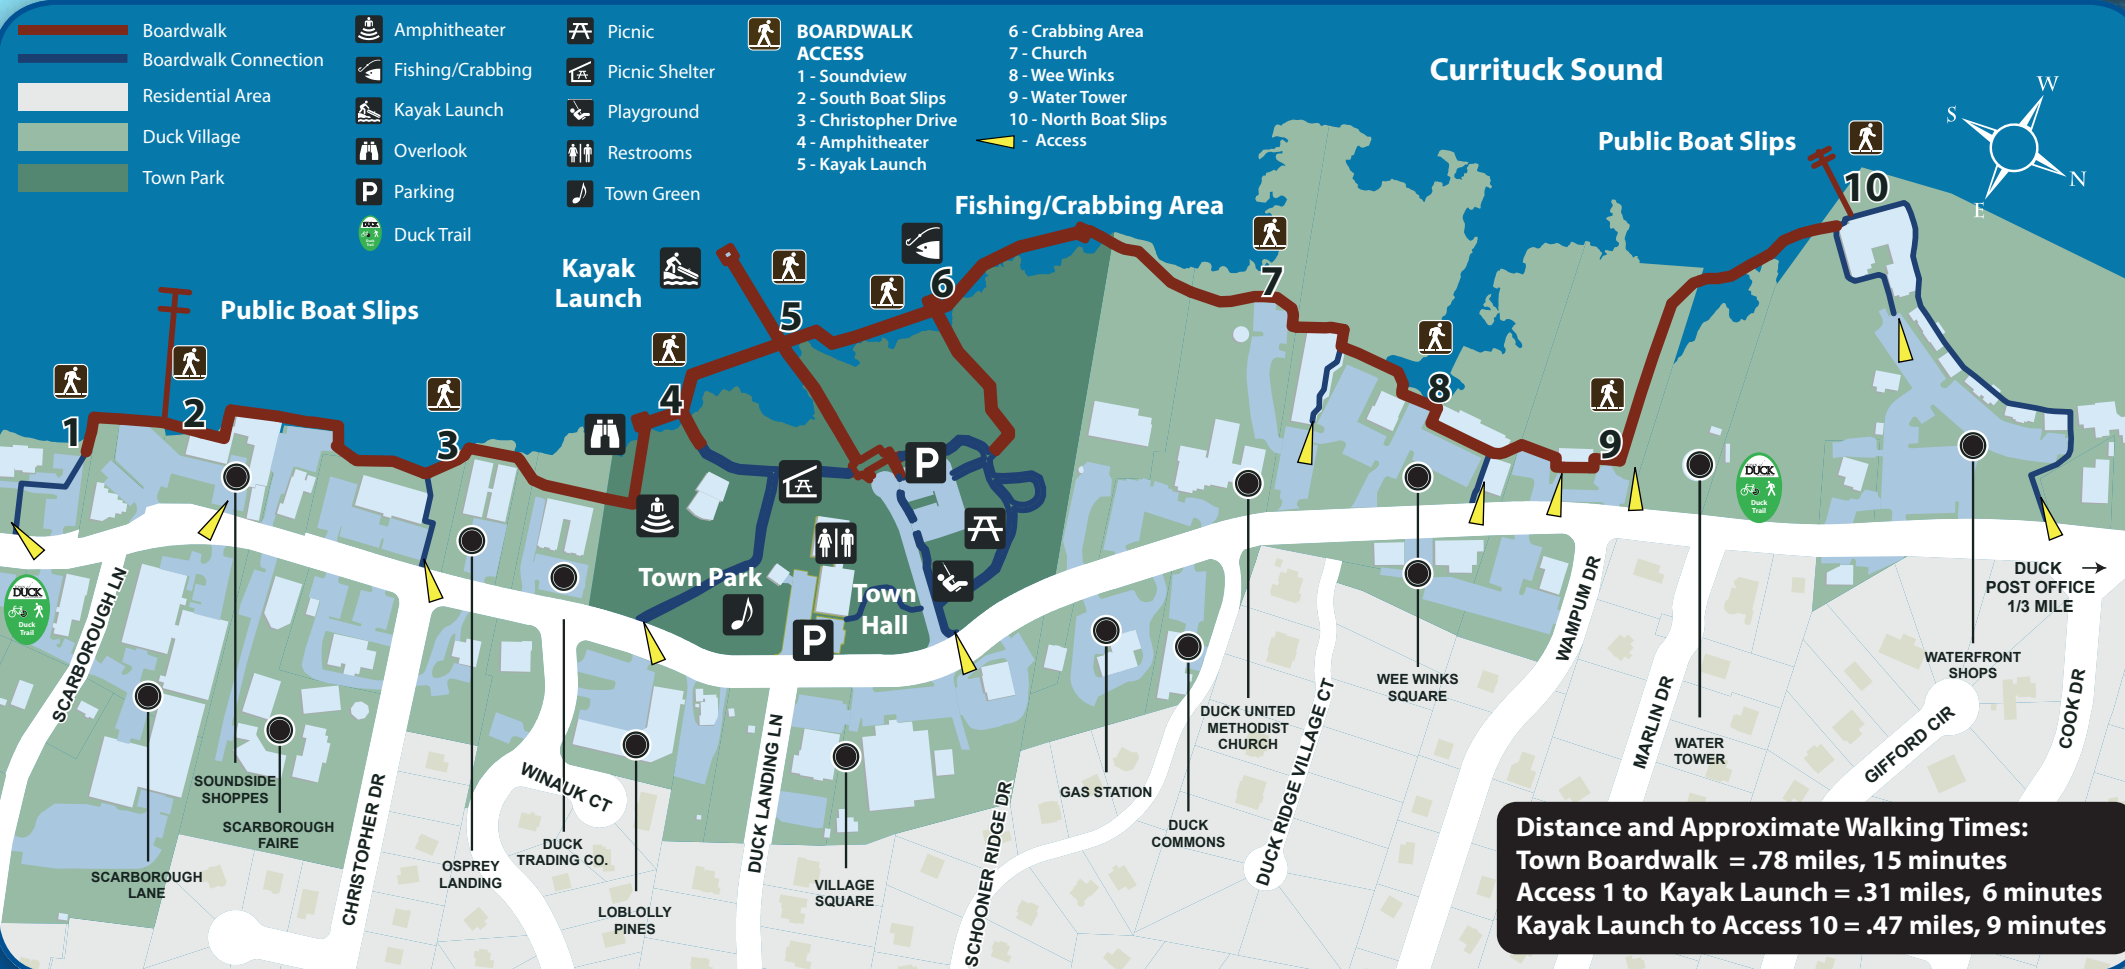 Boardwalk
Boardwalk Connection
Residential Area
Duck Village
Town Park
Amphitheater
Fishing/Crabbing
Kayak Launch
Overlook
P
Parking
DUCK
Duck Trail
Duck Trail
Picnic
Picnic Shelter
Playground
Restrooms
Town Green
BOARDWALK
ACCESS
1 - Soundview
2 - South Boat Slips
3 - Christopher Drive
4 - Amphitheater
5 - Kayak Launch
6 - Crabbing Area
7 - Church
8 - Wee Winks
9 - Water Tower
10 - North Boat Slips
- Access
Currituck Sound
W
S
N
E
Public Boat Slips
10
Fishing/Crabbing Area
Kayak
Launch
Public Boat Slips
1
2
3
4
5
6
7
8
9
P
Town Park
Town
Hall
P
DUCK
Duck
Trail
DUCK
Duck
Trail
DUCK
POST OFFICE
1/3 MILE
SCARBOROUGH LN
CHRISTOPHER DR
WINAUK CT
DUCK LANDING LN
SCHOONER RIDGE DR
DUCK RIDGE VILLAGE CT
WAMPUM DR
MARLIN DR
GIFFORD CIR
COOK DR
SCARBOROUGH
LANE
SOUNDSIDE
SHOPPES
SCARBOROUGH
FAIRE
OSPREY
LANDING
DUCK
TRADING CO.
LOBLOLLY
PINES
VILLAGE
SQUARE
GAS STATION
DUCK
COMMONS
DUCK UNITED
METHODIST
CHURCH
WEE WINKS
SQUARE
WATER
TOWER
WATERFRONT
SHOPS
Distance and Approximate Walking Times:
Town Boardwalk = .78 miles, 15 minutes
Access 1 to Kayak Launch = .31 miles, 6 minutes
Kayak Launch to Access 10 = .47 miles, 9 minutes